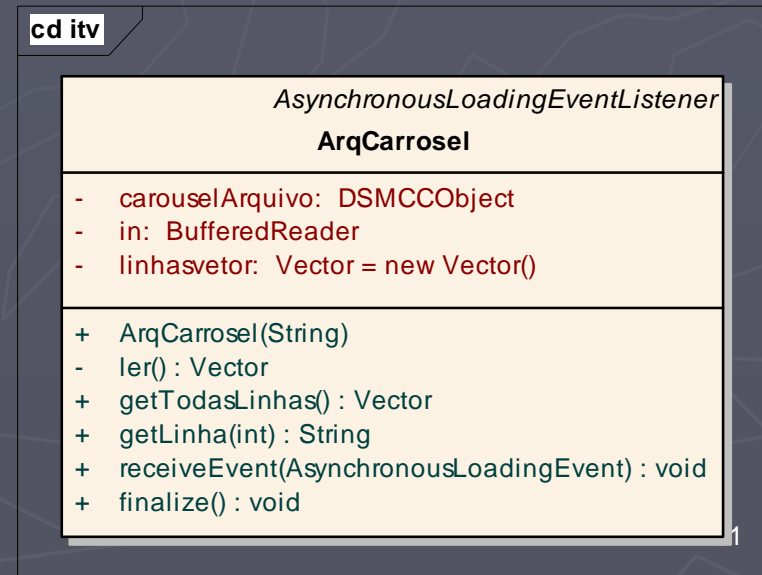 cd itv
AsynchronousLoadingEventListener
ArqCarrosel
- carouselArquivo: DSMCCObject
- in: BufferedReader
- linhasvetor: Vector = new Vector()
+ ArqCarrosel(String)
- ler() : Vector
+ getTodasLinhas() : Vector
+ getLinha(int) : String
+ receiveEvent(AsynchronousLoadingEvent) : void
+ finalize() : void
1